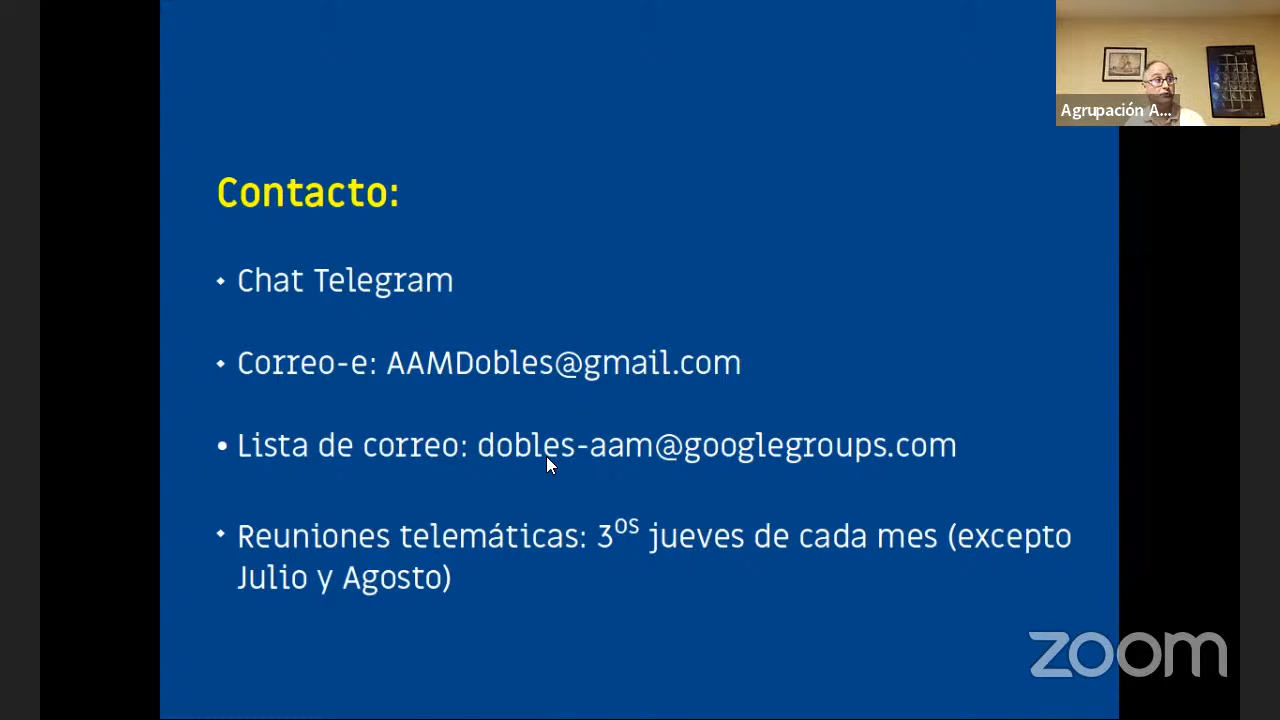 Agrupación A...
Contacto:
Chat Telegram
Correo-e: AAMDobles@gmail.com
Lista de correo: dobles-aam@googlegroups.com
Reuniones telemáticas: 3os jueves de cada mes (excepto
Julio y Agosto)
zoom